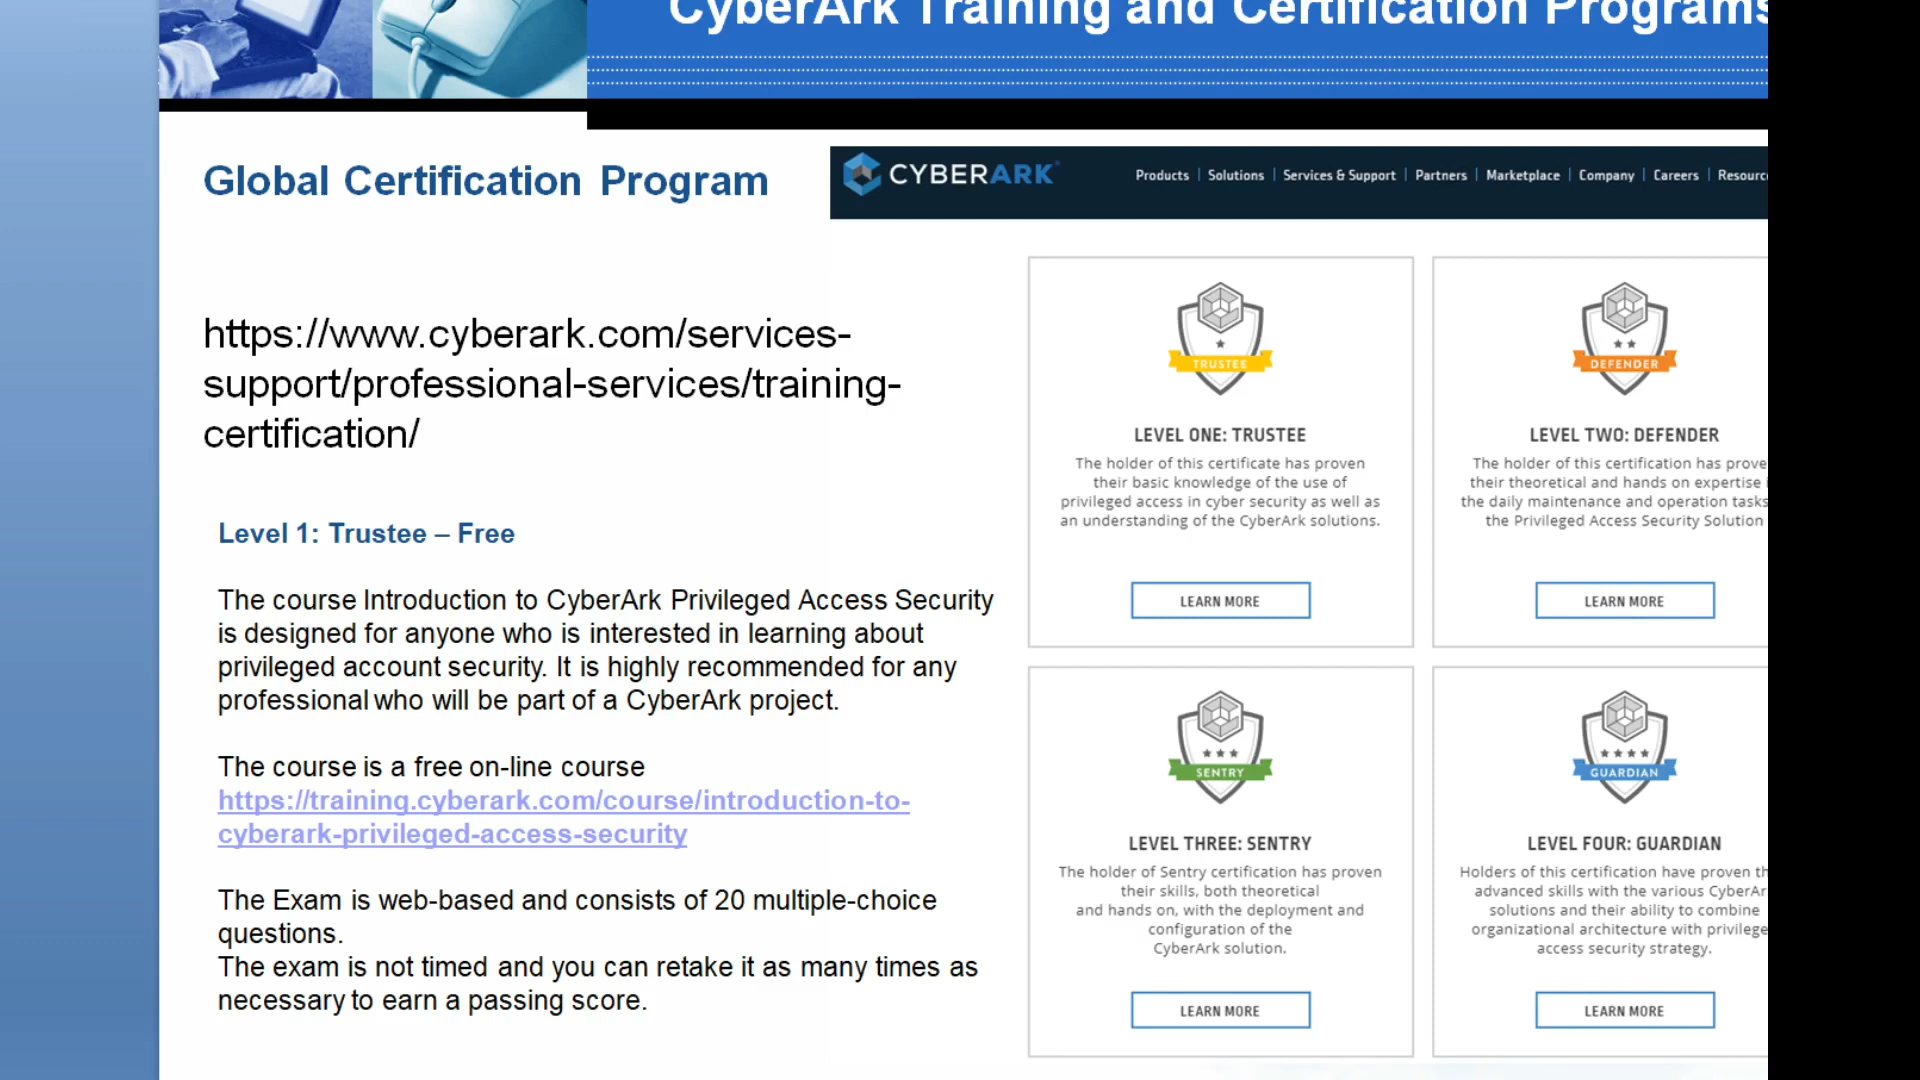 CyberArk Training and Certification Programs
Global Certification Program
https://www.cyberark.com/services-
support/professional-services/training-
certification/
Level 1: Trustee – Free
The course Introduction to CyberArk Privileged Access Security
is designed for anyone who is interested in learning about
privileged account security. It is highly recommended for any
professional who will be part of a CyberArk project.
The course is a free on-line course
https://training.cyberark.com/course/introduction-to-
cyberark-privileged-access-security
The Exam is web-based and consists of 20 multiple-choice
questions.
The exam is not timed and you can retake it as many times as
necessary to earn a passing score.
CYBERARK
Products | Solutions | Services & Support | Partners | Marketplace | Company | Careers | Resourc
TRUSTEE
LEVEL ONE: TRUSTEE
The holder of this certificate has proven
their basic knowledge of the use of
privileged access in cyber security as well as
an understanding of the CyberArk solutions.
LEARN MORE
DEFENDER
LEVEL TWO: DEFENDER
The holder of this certification has prove
their theoretical and hands on expertise
the daily maintenance and operation tasks
the Privileged Access Security Solution
LEARN MORE
SENTRY
LEVEL THREE: SENTRY
The holder of Sentry certification has proven
their skills, both theoretical
and hands on, with the deployment and
configuration of the
CyberArk solution.
LEARN MORE
GUARDIAN
LEVEL FOUR: GUARDIAN
Holders of this certification have proven th
advanced skills with the various CyberAr
solutions and their ability to combine
organizational architecture with privilege
access security strategy.
LEARN MORE